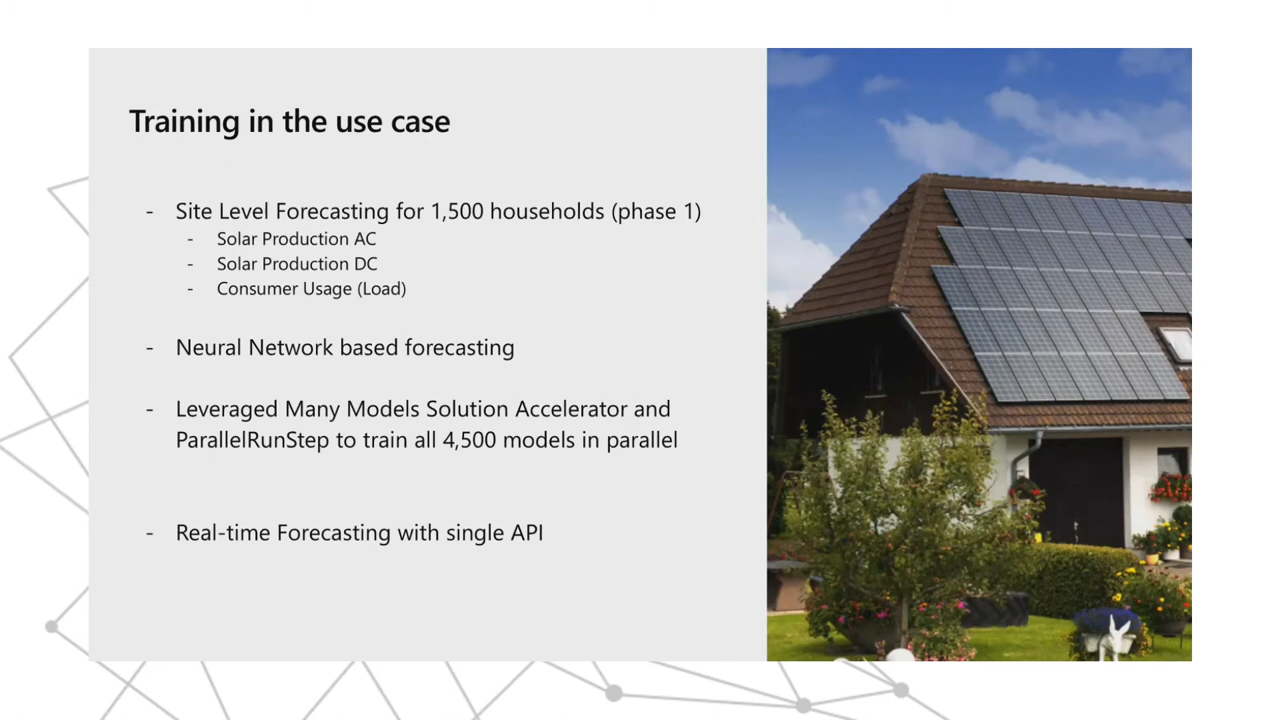 Training in the use case
- Site Level Forecasting for 1,500 households (phase 1)
- Solar Production AC
- Solar Production DC
- Consumer Usage (Load)
- Neural Network based forecasting
- Leveraged Many Models Solution Accelerator and
ParallelRunStep to train all 4,500 models in parallel
- Real-time Forecasting with single API